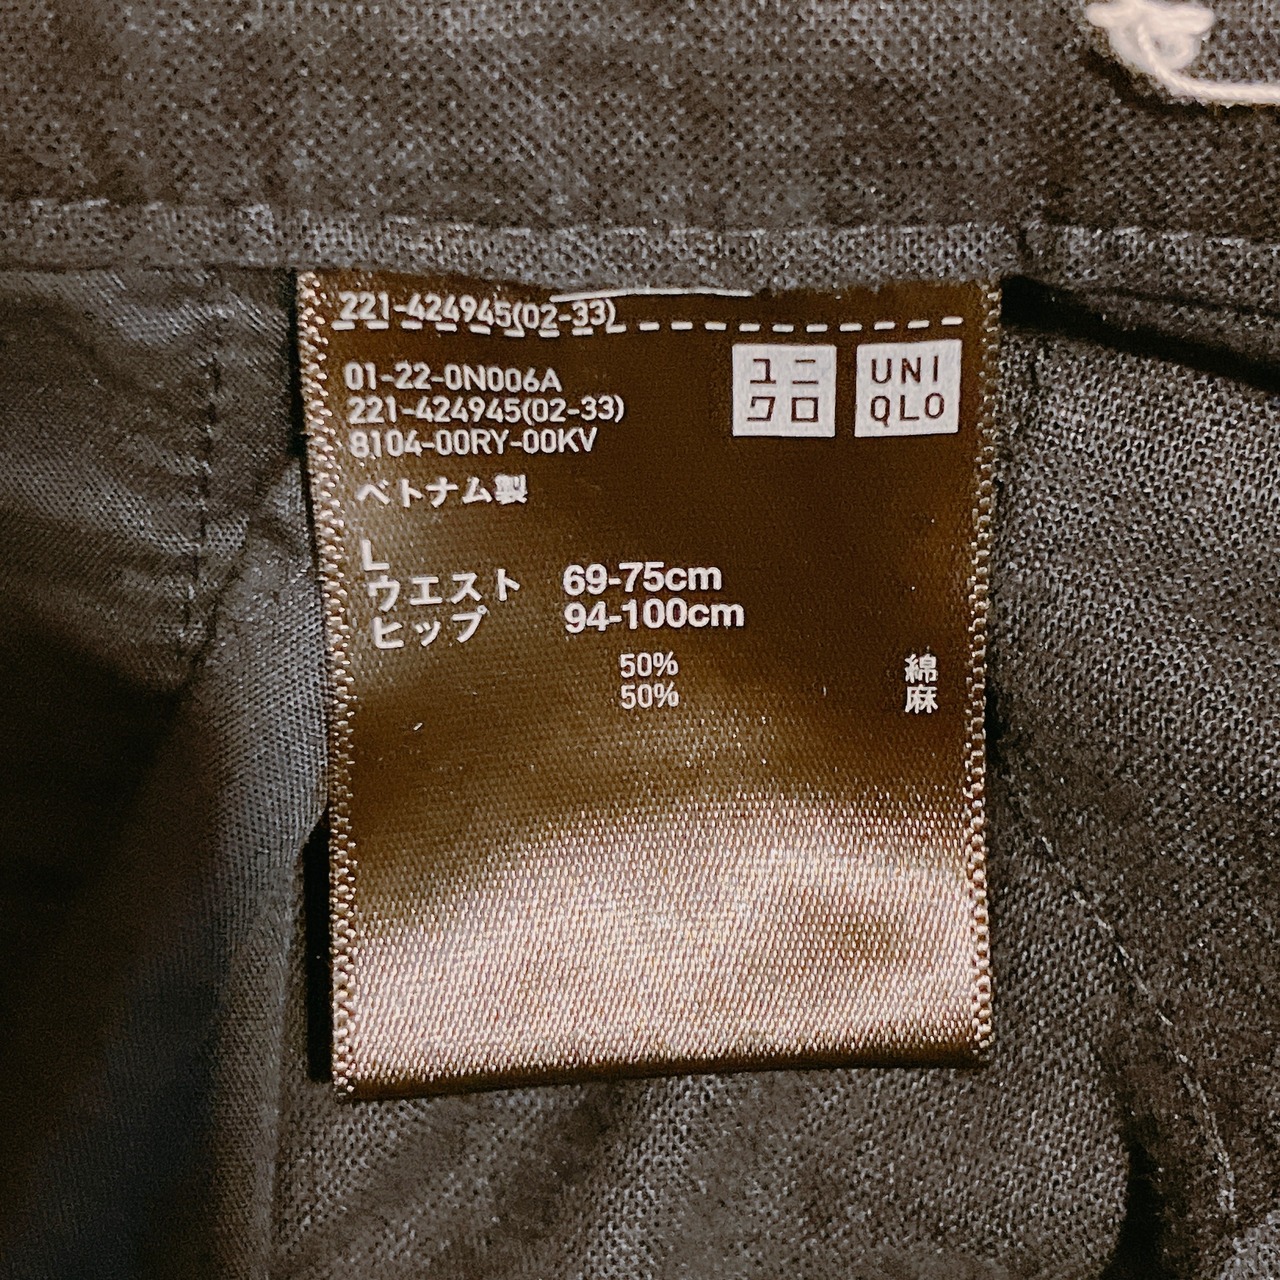 221-424945(02-33)
ユニ
クロ
UNI
QLO
01-22-0N006A
221-424945(02-33)
8104-00RY-00KV
ベトナム製
L
ウエスト 69-75cm
ヒップ 94-100cm
50% 綿
50% 麻